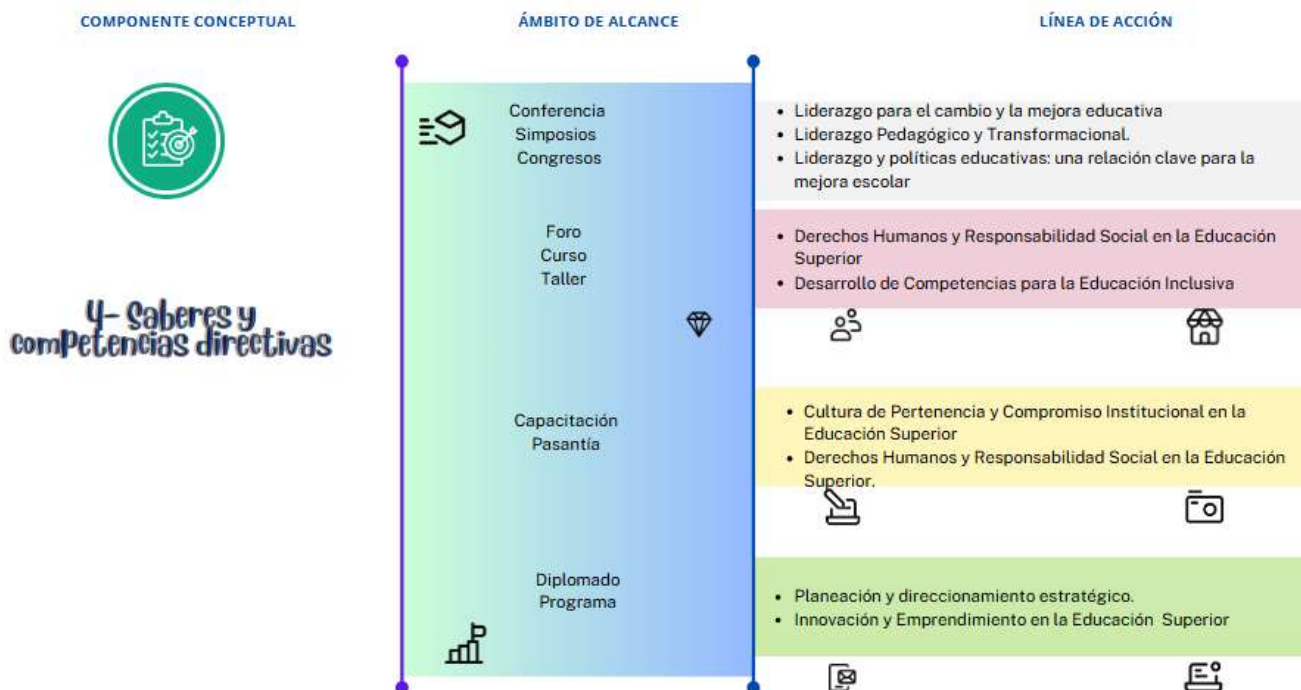 COMPONENTE CONCEPTUAL
ÁMBITO DE ALCANCE
LÍNEA DE ACCIÓN
4- Saberes y
competencias directivas
Conferencia
Simposios
Congresos
• Liderazgo para el cambio y la mejora educativa
• Liderazgo Pedagógico y Transformacional.
• Liderazgo y políticas educativas: una relación clave para la
mejora escolar
Foro
Curso
Taller
• Derechos Humanos y Responsabilidad Social en la Educación
Superior
• Desarrollo de Competencias para la Educación Inclusiva
Capacitación
Pasantía
• Cultura de Pertenencia y Compromiso Institucional en la
Educación Superior
• Derechos Humanos y Responsabilidad Social en la Educación
Superior.
Diplomado
Programa
• Planeación y direccionamiento estratégico.
• Innovación y Emprendimiento en la Educación Superior